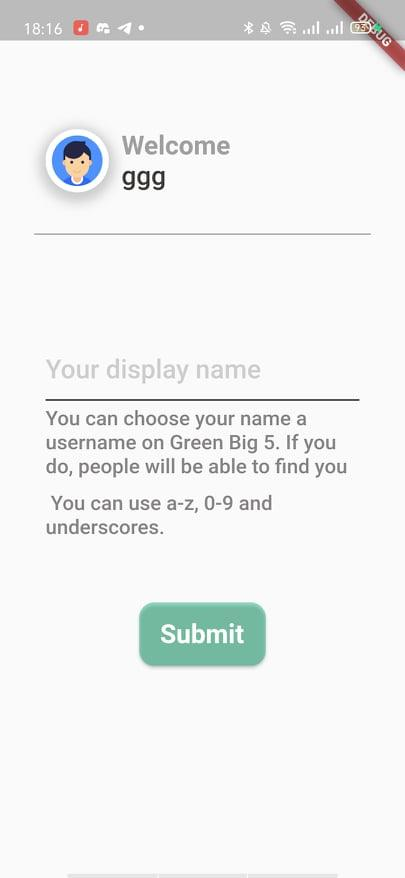 18:16
93
DEBUG
Welcome
ggg
Your display name
You can choose your name a
username on Green Big 5. If you
do, people will be able to find you
You can use a-z, 0-9 and
underscores.
Submit